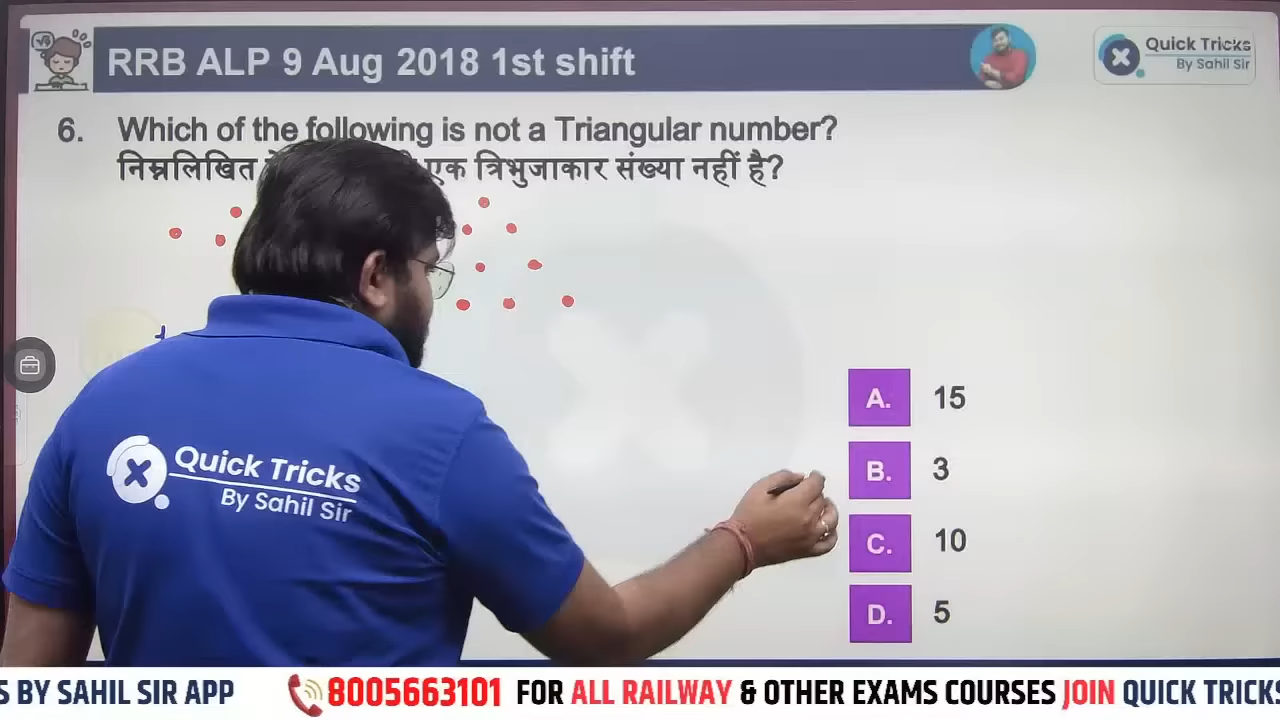 RRB ALP 9 Aug 2018 1st shift
Quick Tricks
By Sahil Sir
6. Which of the following is not a Triangular number?
निम्नलिखित एक त्रिभुजाकार संख्या नहीं है?
A. 15
B. 3
C. 10
D. 5
Quick Tricks
By Sahil Sir
S BY SAHIL SIR APP 8005663101 FOR ALL RAILWAY & OTHER EXAMS COURSES JOIN QUICK TRICKS